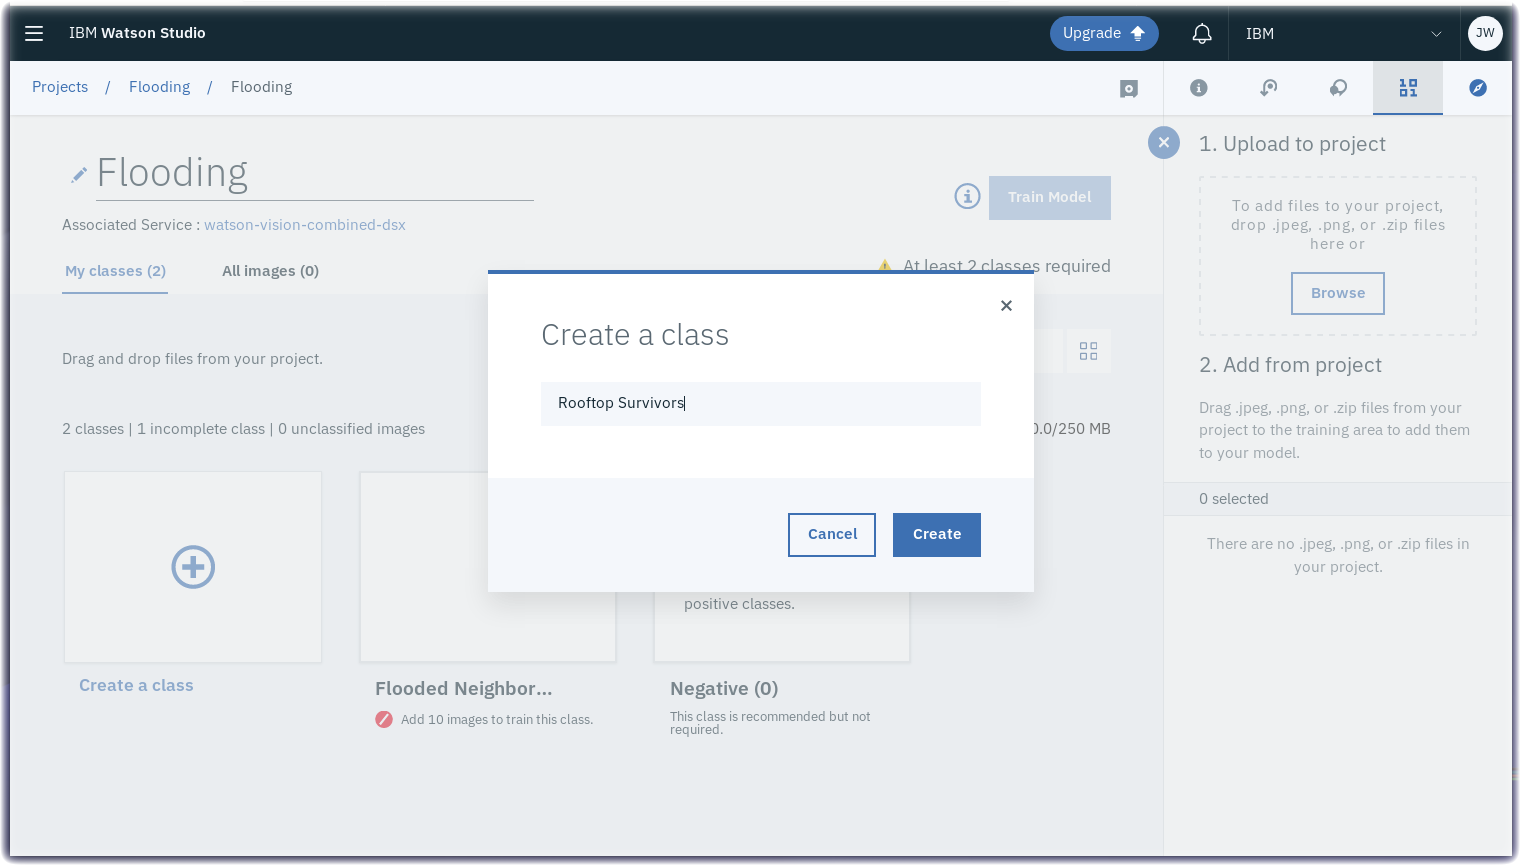 IBM Watson Studio
Upgrade
IBM
JW
Projects / Flooding / Flooding
Flooding
Train Model
Associated Service : watson-vision-combined-dsx
My classes (2)
All images (0)
At least 2 classes required
Drag and drop files from your project.
2 classes | 1 incomplete class | 0 unclassified images
0.0/250 MB
Create a class
Rooftop Survivors
Cancel
Create
positive classes.
Create a class
Flooded Neighbor...
Add 10 images to train this class.
Negative (0)
This class is recommended but not
required.
1. Upload to project
To add files to your project,
drop .jpeg, .png, or .zip files
here or
Browse
2. Add from project
Drag .jpeg, .png, or .zip files from your
project to the training area to add them
to your model.
0 selected
There are no .jpeg, .png, or .zip files in
your project.